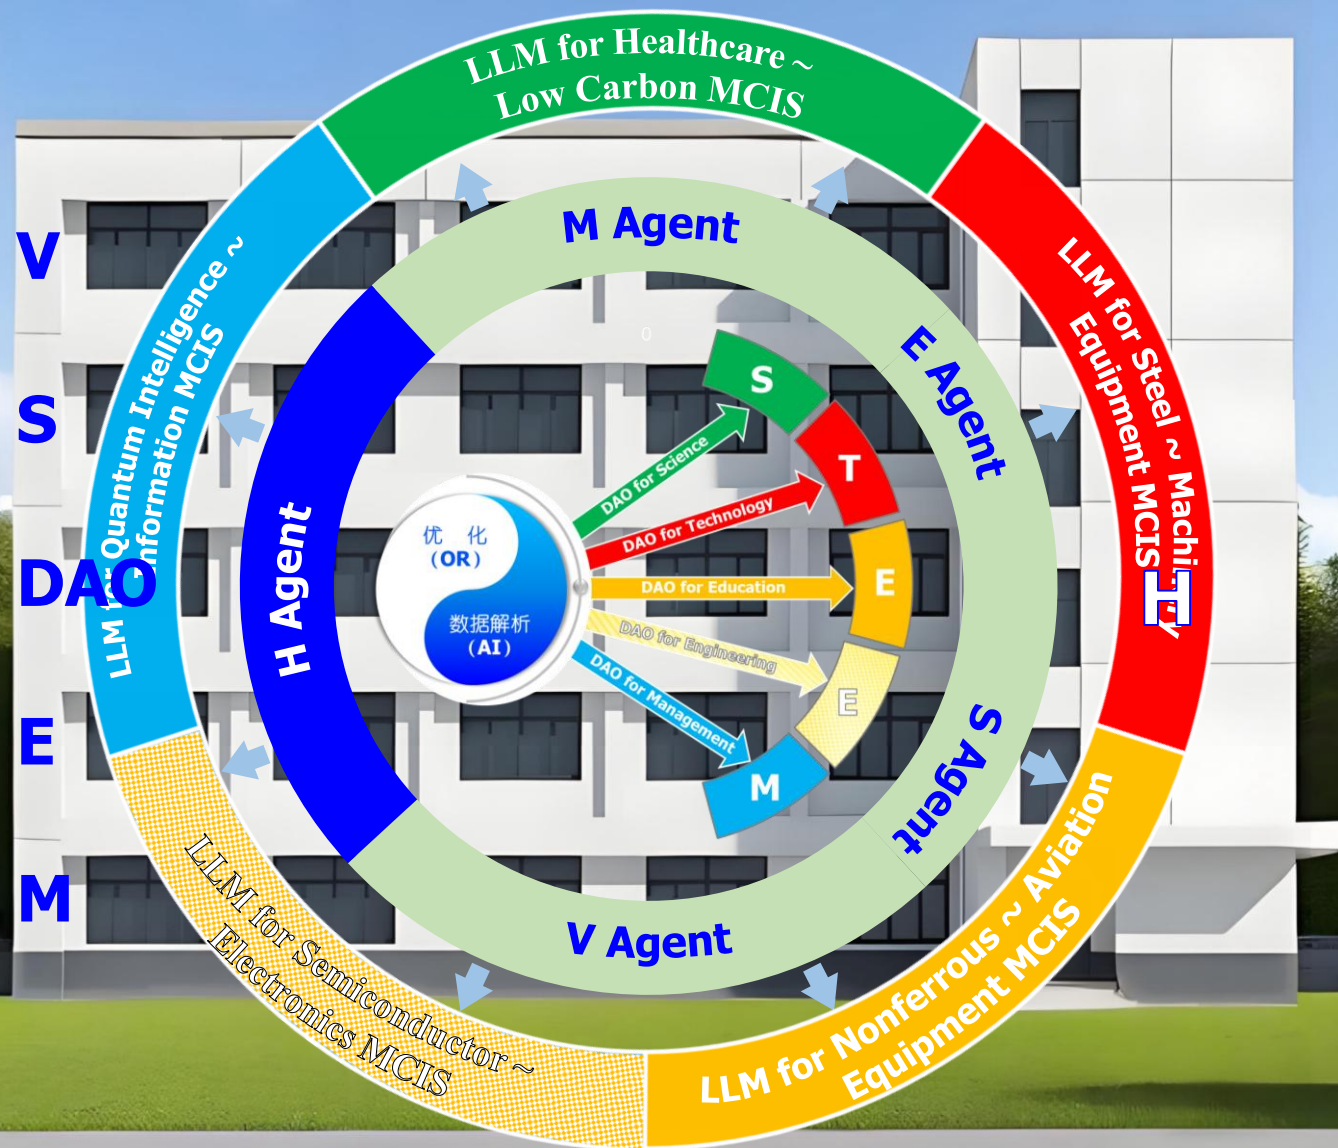 LLM for Healthcare ~
Low Carbon MCIS
LLM for Steel ~ Machinery
Equipment MCIS
LLM for Nonferrous ~ Aviation
Equipment MCIS
LLM for Semiconductor ~
Electronics MCIS
LLM for Quantum Intelligence ~
Information MCIS
M Agent
E Agent
S Agent
V Agent
H Agent
V
S
DAO
E
M
H
0
优 化
(OR)
数据解析
(AI)
DAO for Science
DAO for Technology
DAO for Education
DAO for Engineering
DAO for Management
S
T
E
E
M